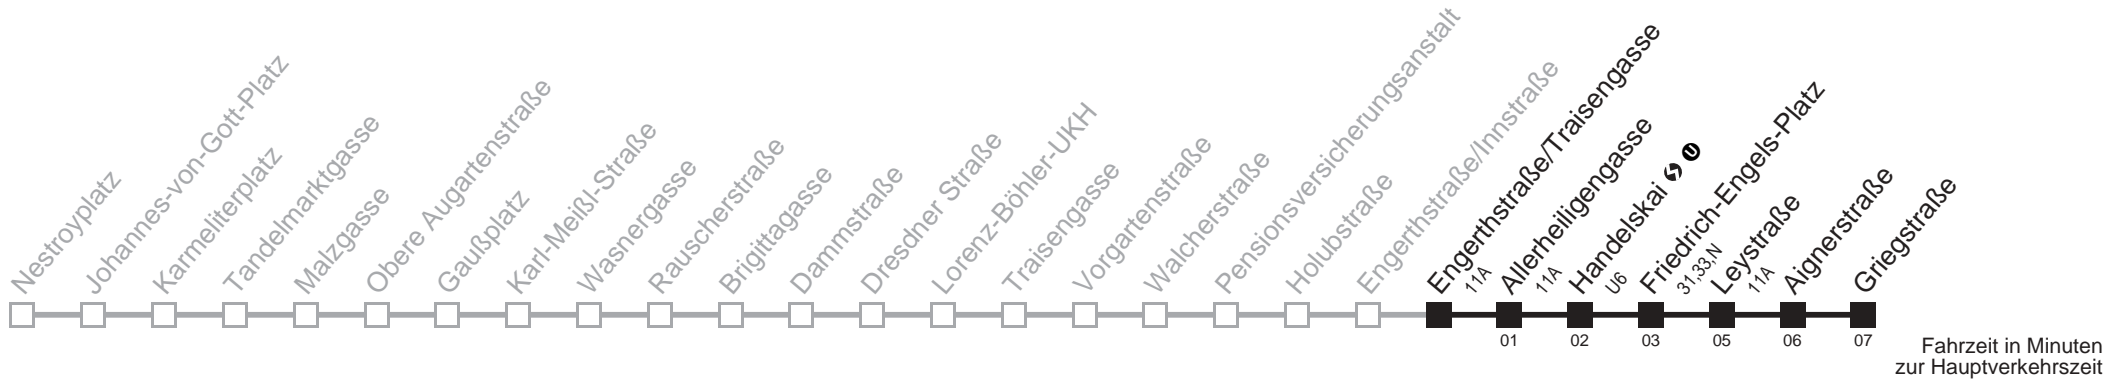 Nestroyplatz
Johannes-von-Gott-Platz
Karmeliterplatz
Tandelmarktgasse
Malzgasse
Obere Augartenstraße
Gaußplatz
Karl-Meißl-Straße
Wasnergasse
Rauscherstraße
Brigittagasse
Dammstraße
Dresdner Straße
Lorenz-Böhler-UKH
Traisengasse
Vorgartenstraße
Walcherstraße
Pensionsversicherungsanstalt
Holubstraße
Engerthstraße/Innstraße
Engerthstraße/Traisengasse
11A
Allerheiligengasse
11A
Handelskai S U
U6
Friedrich-Engels-Platz
31,33,N
Leystraße
11A
Aignerstraße
Griegstraße
01 02 03 05 06 07
Fahrzeit in Minuten
zur Hauptverkehrszeit